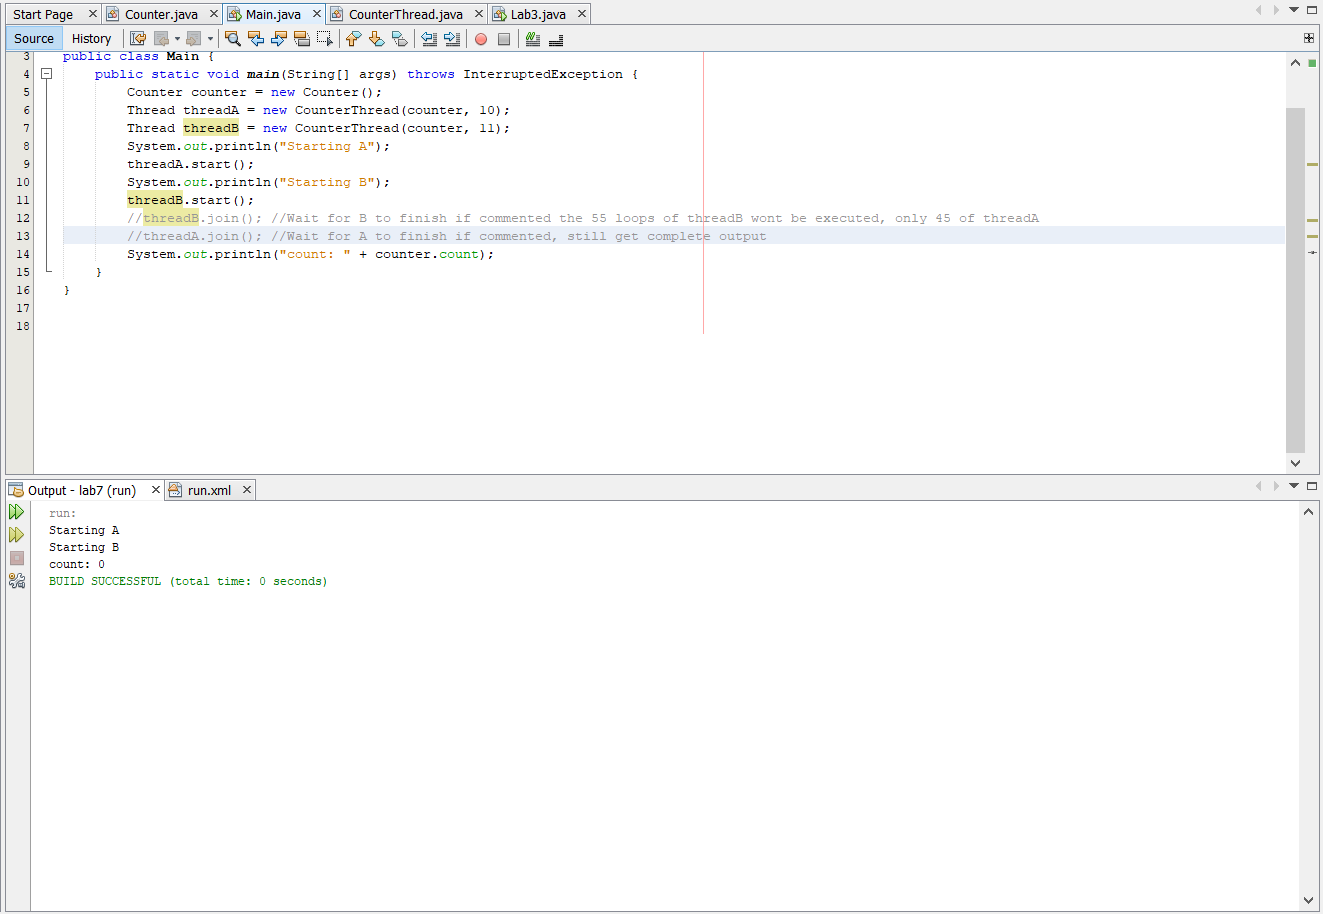 Start Page Counter.java Main.java CounterThread.java Lab3.java
Source History
3 public class Main {
4 public static void main(String[] args) throws InterruptedException {
5 Counter counter = new Counter();
6 Thread threadA = new CounterThread(counter, 10);
7 Thread threadB = new CounterThread(counter, 11);
8 System.out.println("Starting A");
9 threadA.start();
10 System.out.println("Starting B");
11 threadB.start();
12 //threadB.join(); //Wait for B to finish if commented the 55 loops of threadB wont be executed, only 45 of threadA
13 //threadA.join(); //Wait for A to finish if commented, still get complete output
14 System.out.println("count: " + counter.count);
15 }
16 }
17
18
Output - lab7 (run) run.xml
run:
Starting A
Starting B
count: 0
BUILD SUCCESSFUL (total time: 0 seconds)